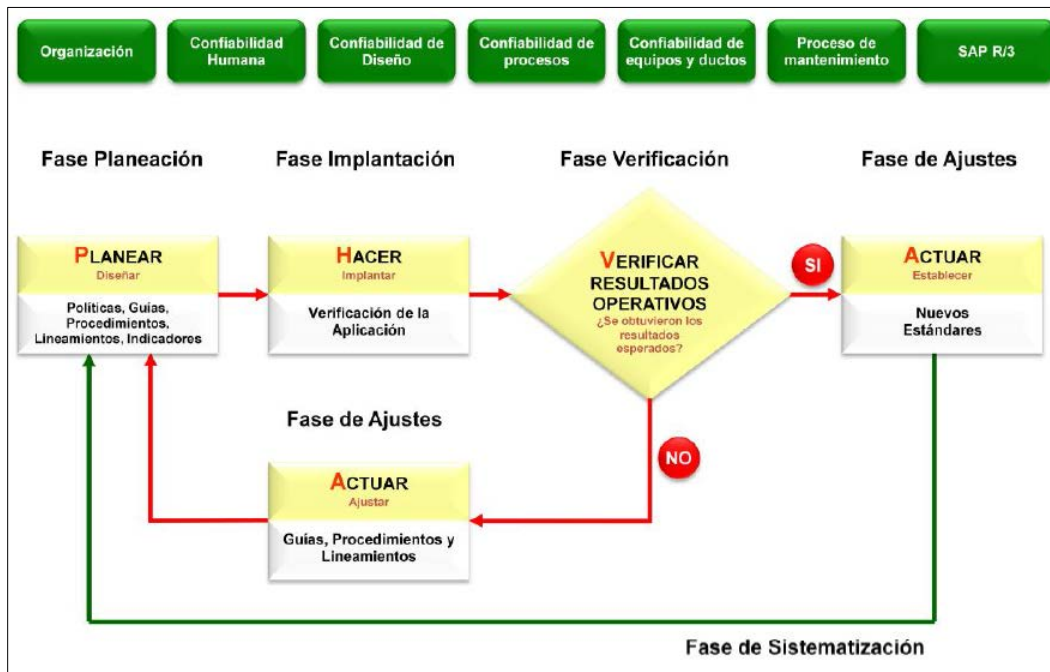 Organización
Confiabilidad
Humana
Confiabilidad de
Diseño
Confiabilidad de
procesos
Confiabilidad de
equipos y ductos
Proceso de
mantenimiento
SAP R/3
Fase Planeación
Fase Implantación
Fase Verificación
Fase de Ajustes
PLANEAR
Diseñar
Políticas, Guías,
Procedimientos,
Lineamientos, Indicadores
HACER
Implantar
Verificación de la
Aplicación
VERIFICAR
RESULTADOS
OPERATIVOS
¿Se obtuvieron los
resultados
esperados?
SI
ACTUAR
Establecer
Nuevos
Estándares
Fase de Ajustes
NO
ACTUAR
Ajustar
Guías, Procedimientos y
Lineamientos
Fase de Sistematización